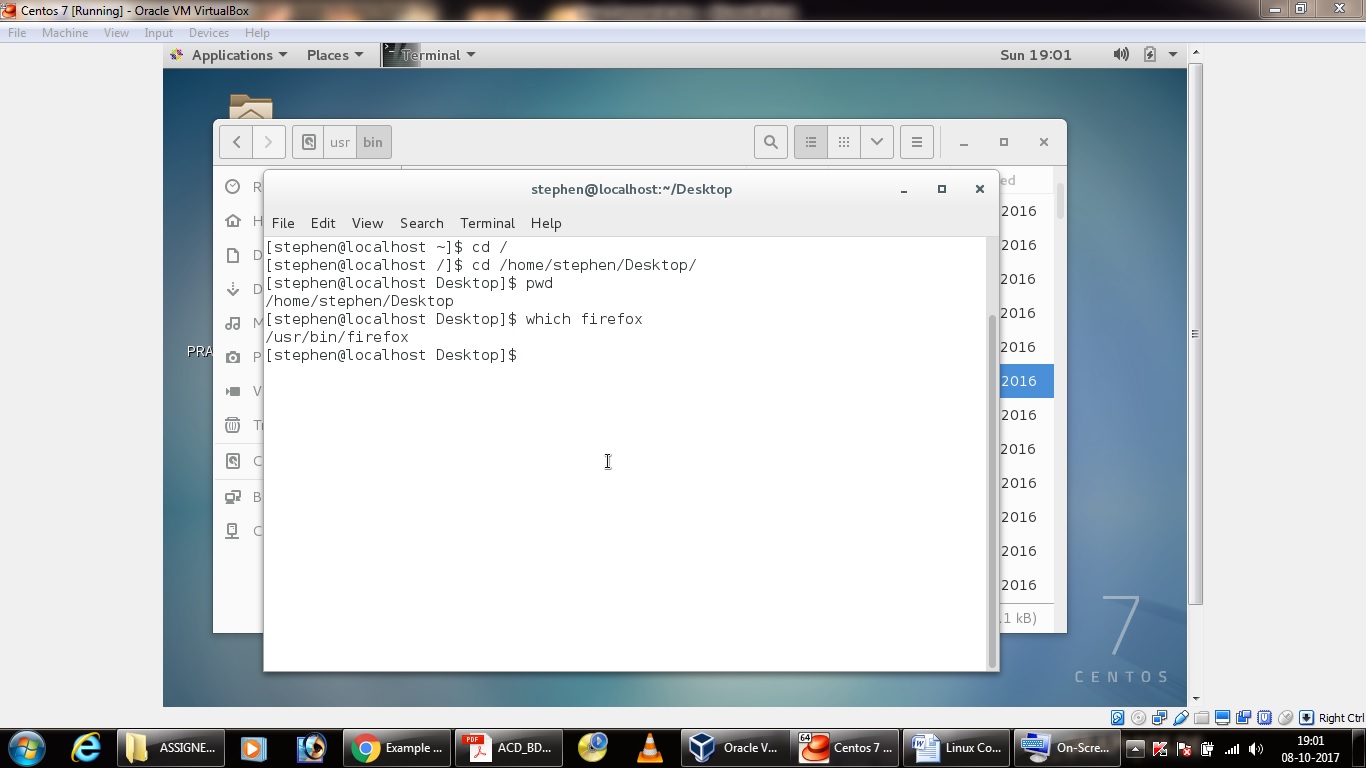 Centos 7 [Running] - Oracle VM VirtualBox
File Machine View Input Devices Help
Applications Places Terminal Sun 19:01
usr bin
stephen@localhost:~/Desktop
File Edit View Search Terminal Help
[stephen@localhost ~]$ cd /
[stephen@localhost /]$ cd /home/stephen/Desktop/
[stephen@localhost Desktop]$ pwd
/home/stephen/Desktop
[stephen@localhost Desktop]$ which firefox
/usr/bin/firefox
[stephen@localhost Desktop]$
R
H
D
D
M
P
V
Tr
C
B
C
PRA
ed
2016
2016
2016
2016
2016
2016
2016
2016
2016
2016
2016
2016
.1 kB)
7
CENTOS
Right Ctrl
ASSIGNE...
Example ...
PDF
ACD_BD...
Oracle V...
64
Centos 7 ...
Linux Co...
On-Scre...
19:01
08-10-2017